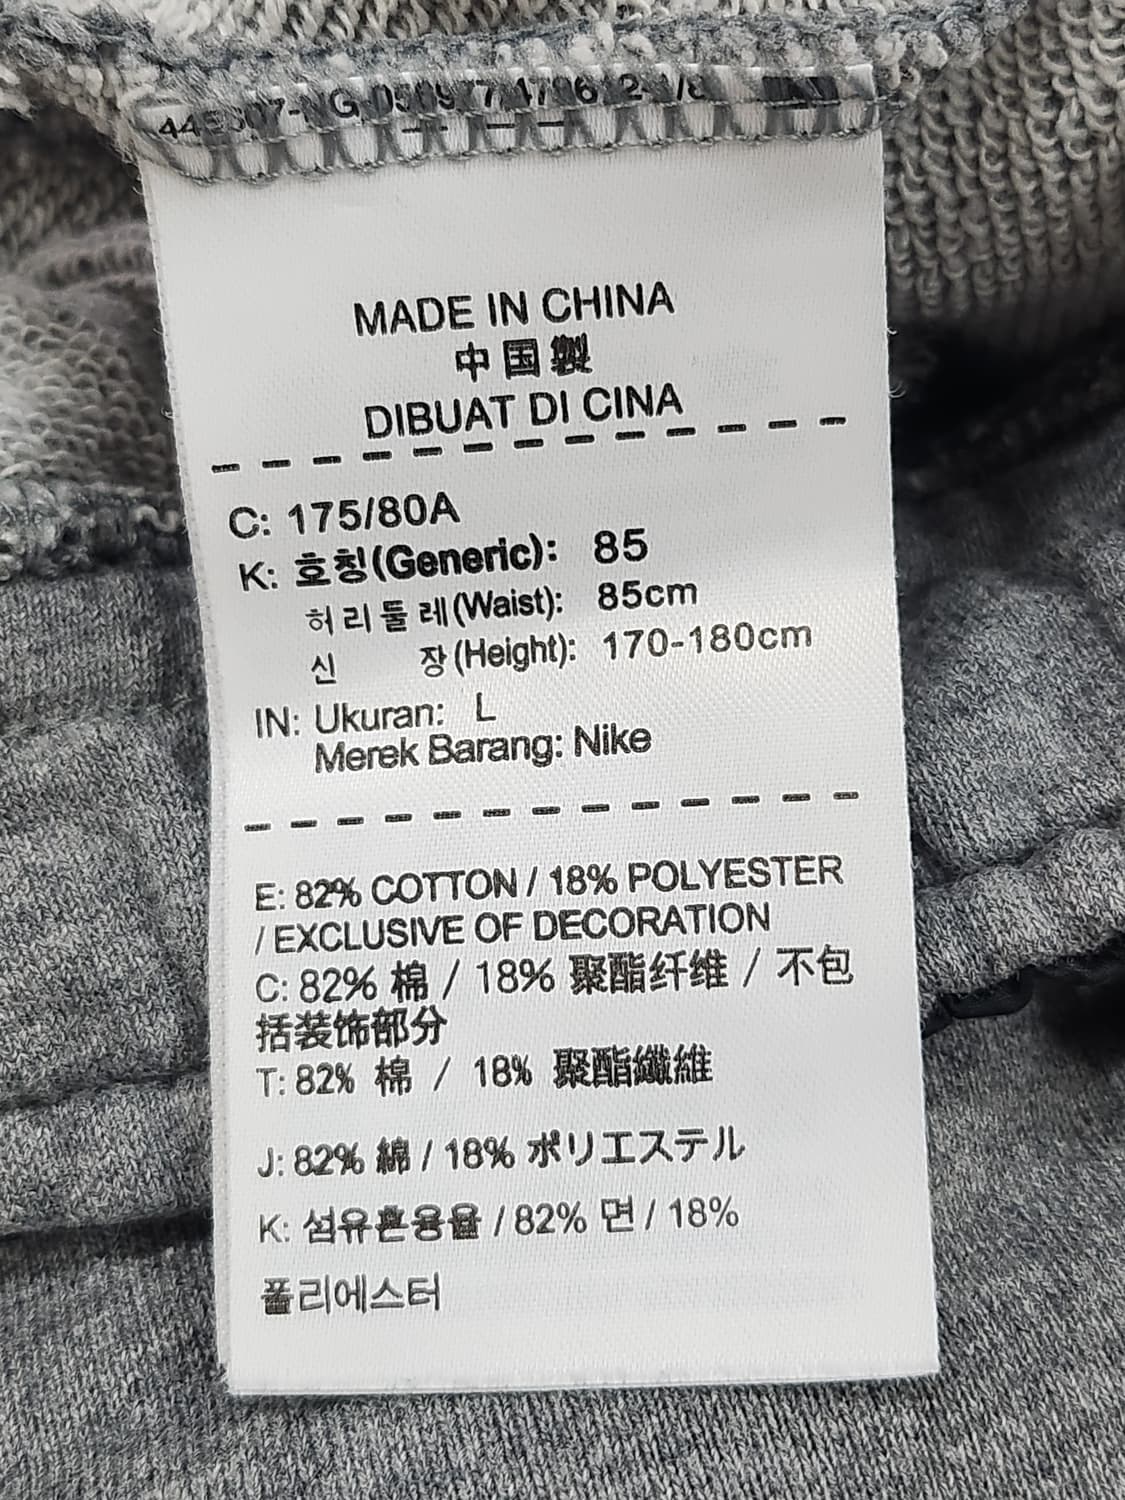 MADE IN CHINA
中国製
DIBUAT DI CINA
C: 175/80A
K: 호칭(Generic): 85
허리둘레(Waist): 85cm
신 장(Height): 170-180cm
IN: Ukuran: L
Merek Barang: Nike
E: 82% COTTON / 18% POLYESTER
/ EXCLUSIVE OF DECORATION
C: 82% 棉 / 18% 聚酯纤维 / 不包
括装饰部分
T: 82% 棉 / 18% 聚酯纖維
J: 82% 綿 / 18% ポリエステル
K: 섬유혼용율 / 82% 면 / 18%
폴리에스터